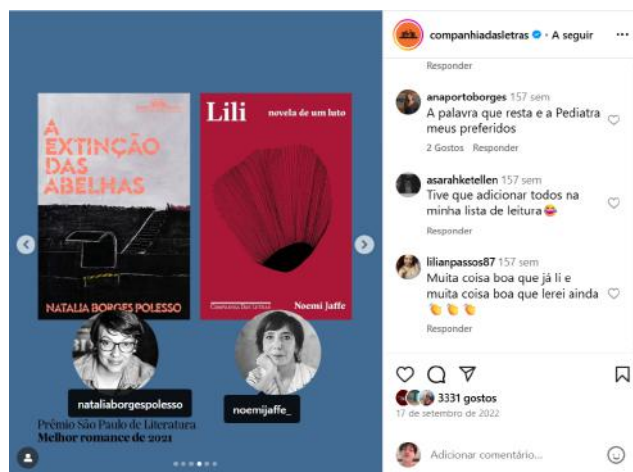 A
EXTINÇÃO
DAS
ABELHAS
NATALIA BORGES POLESSO
Lili
novela de um luto
COMPANHIA DAS LETRAS
Noemi Jaffe
nataliaborgespolesso
noemijaffe_
Prêmio São Paulo de Literatura
Melhor romance de 2021
companhiadasletras • A seguir
Responder
anaportoborges 157 sem
A palavra que resta e a Pediatra
meus preferidos
2 Gostos Responder
asarahketellen 157 sem
Tive que adicionar todos na
minha lista de leitura😂
Responder
lilianpassos87 157 sem
Muita coisa boa que já li e
muita coisa boa que lerei ainda
👏👏👏
Responder
3331 gostos
17 de setembro de 2022
Adicionar comentário...